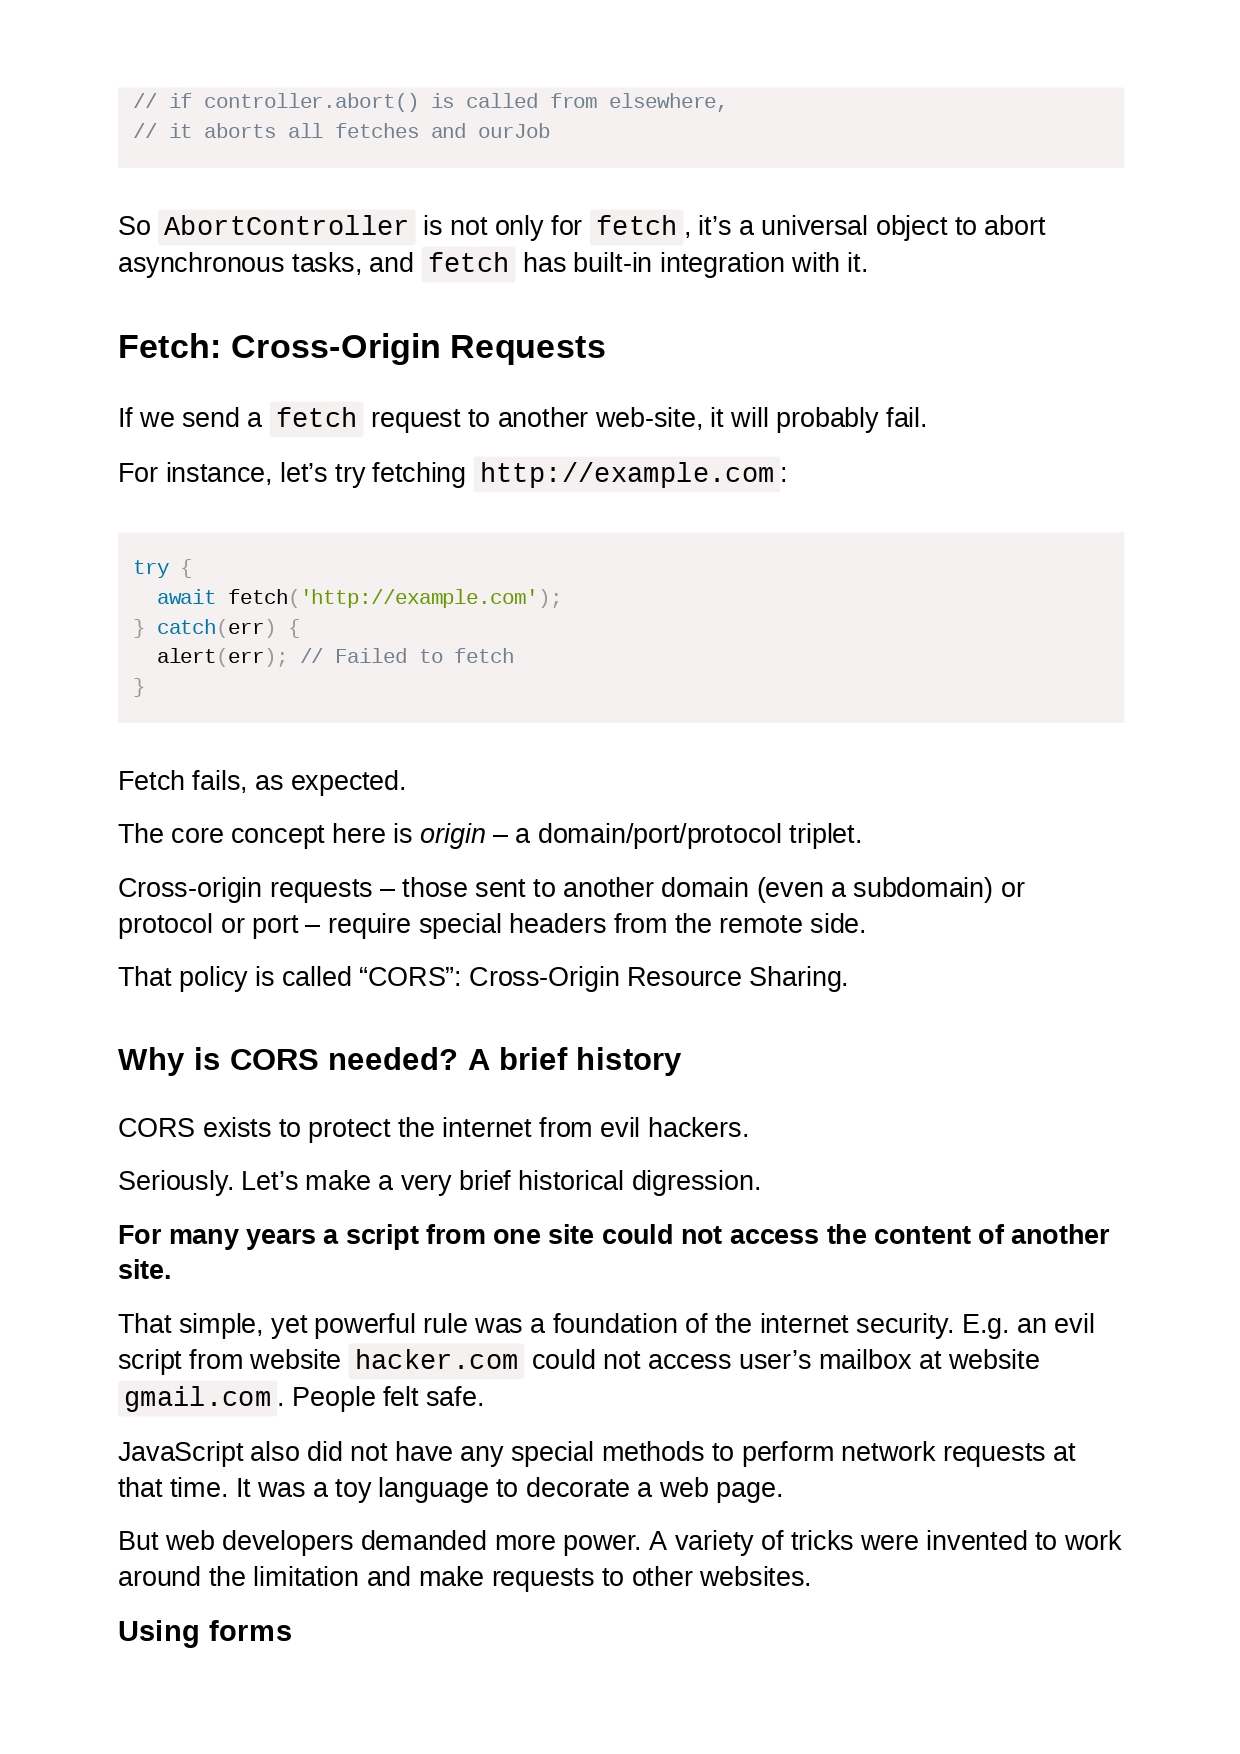 // if controller.abort() is called from elsewhere,
// it aborts all fetches and ourJob
So AbortController is not only for fetch, it’s a universal object to abort
asynchronous tasks, and fetch has built-in integration with it.
Fetch: Cross-Origin Requests
If we send a fetch request to another web-site, it will probably fail.
For instance, let’s try fetching http://example.com:
try {
  await fetch('http://example.com');
} catch(err) {
  alert(err); // Failed to fetch
}
Fetch fails, as expected.
The core concept here is origin – a domain/port/protocol triplet.
Cross-origin requests – those sent to another domain (even a subdomain) or
protocol or port – require special headers from the remote side.
That policy is called “CORS”: Cross-Origin Resource Sharing.
Why is CORS needed? A brief history
CORS exists to protect the internet from evil hackers.
Seriously. Let’s make a very brief historical digression.
For many years a script from one site could not access the content of another
site.
That simple, yet powerful rule was a foundation of the internet security. E.g. an evil
script from website hacker.com could not access user’s mailbox at website
gmail.com. People felt safe.
JavaScript also did not have any special methods to perform network requests at
that time. It was a toy language to decorate a web page.
But web developers demanded more power. A variety of tricks were invented to work
around the limitation and make requests to other websites.
Using forms